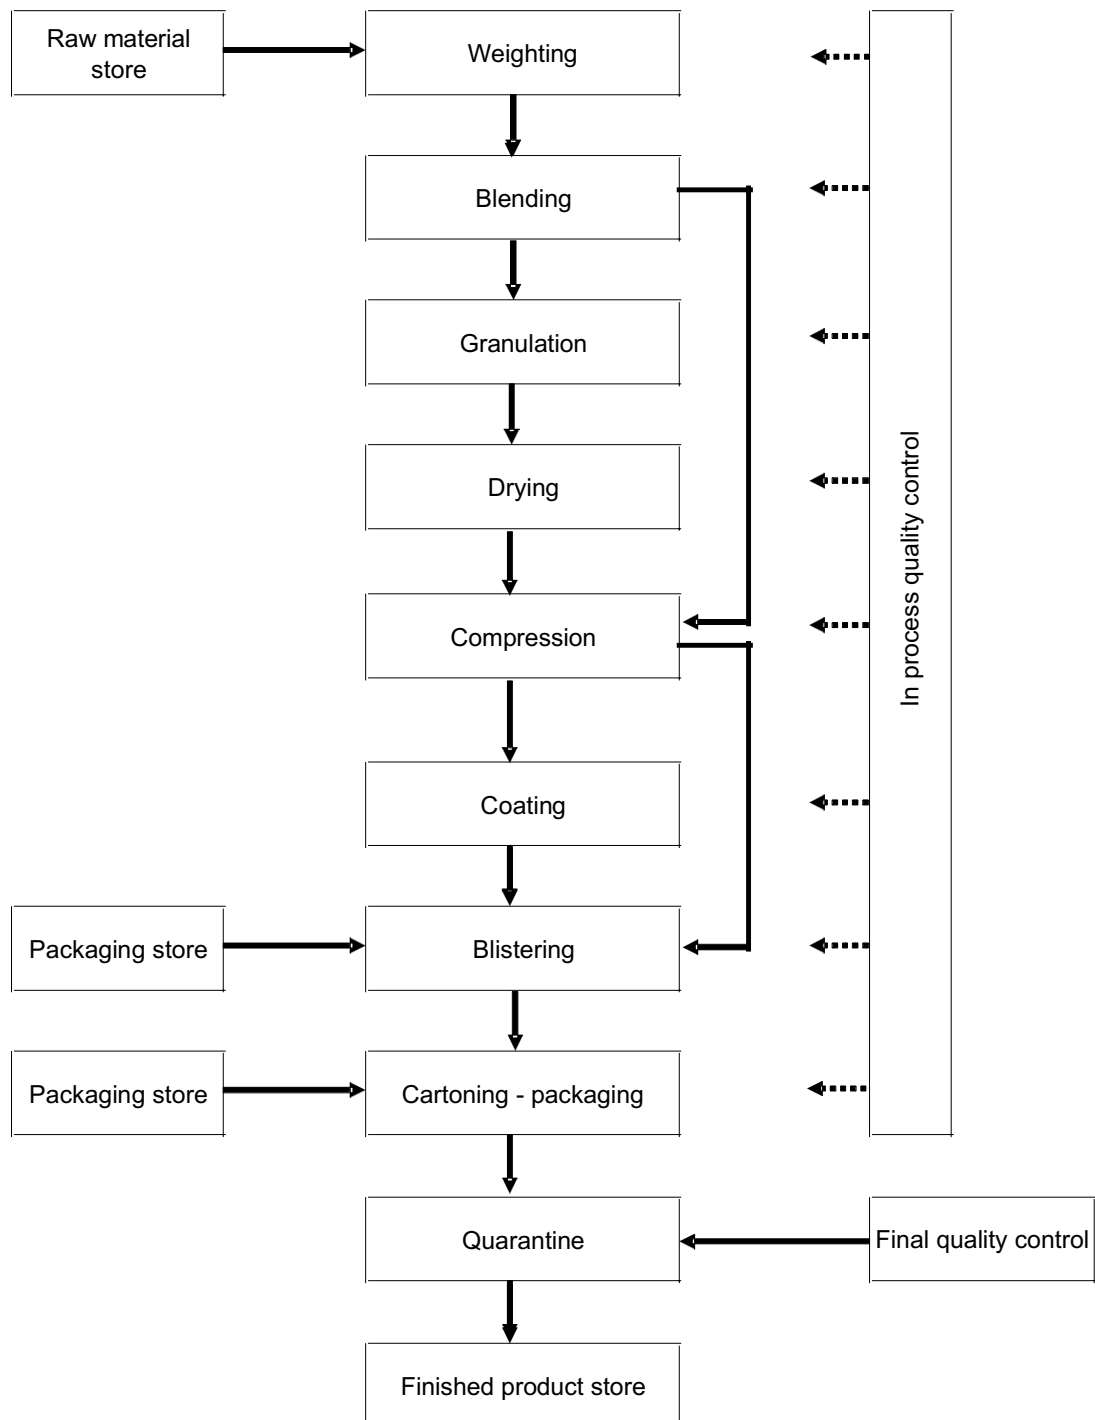 Raw material
store
Weighting
Blending
Granulation
Drying
Compression
Coating
Packaging store
Blistering
Packaging store
Cartoning - packaging
In process quality control
Quarantine
Final quality control
Finished product store